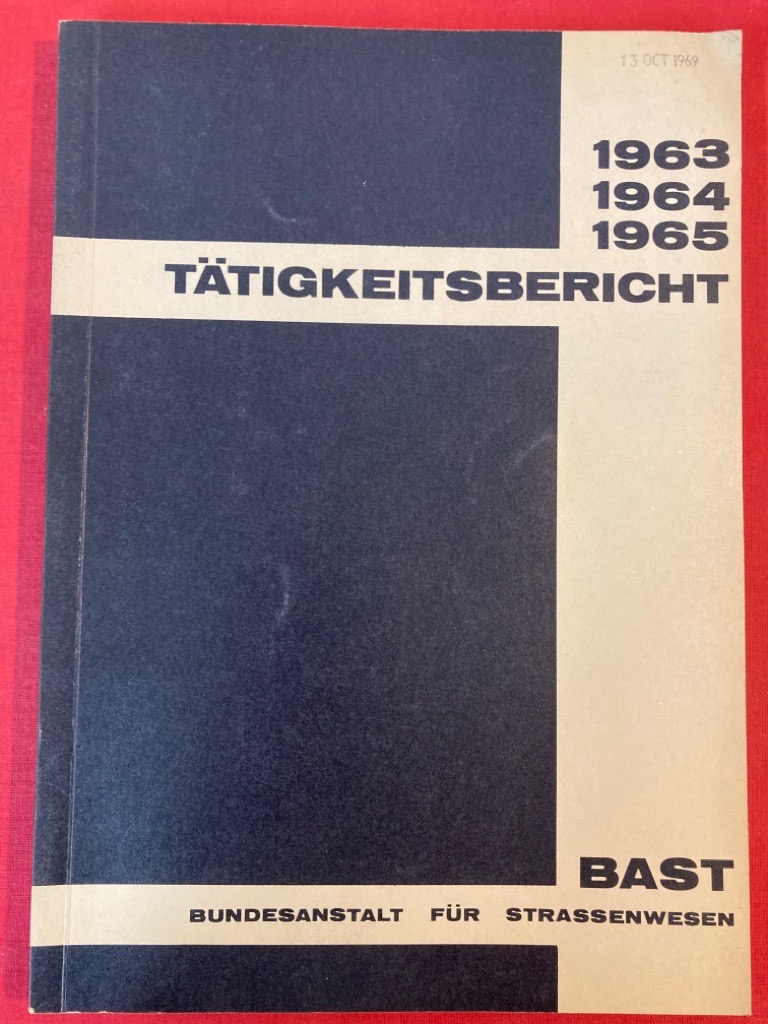 13 OCT 1969
1963
1964
1965
TÄTIGKEITSBERICHT
BAST
BUNDESANSTALT FÜR STRASSENWESEN